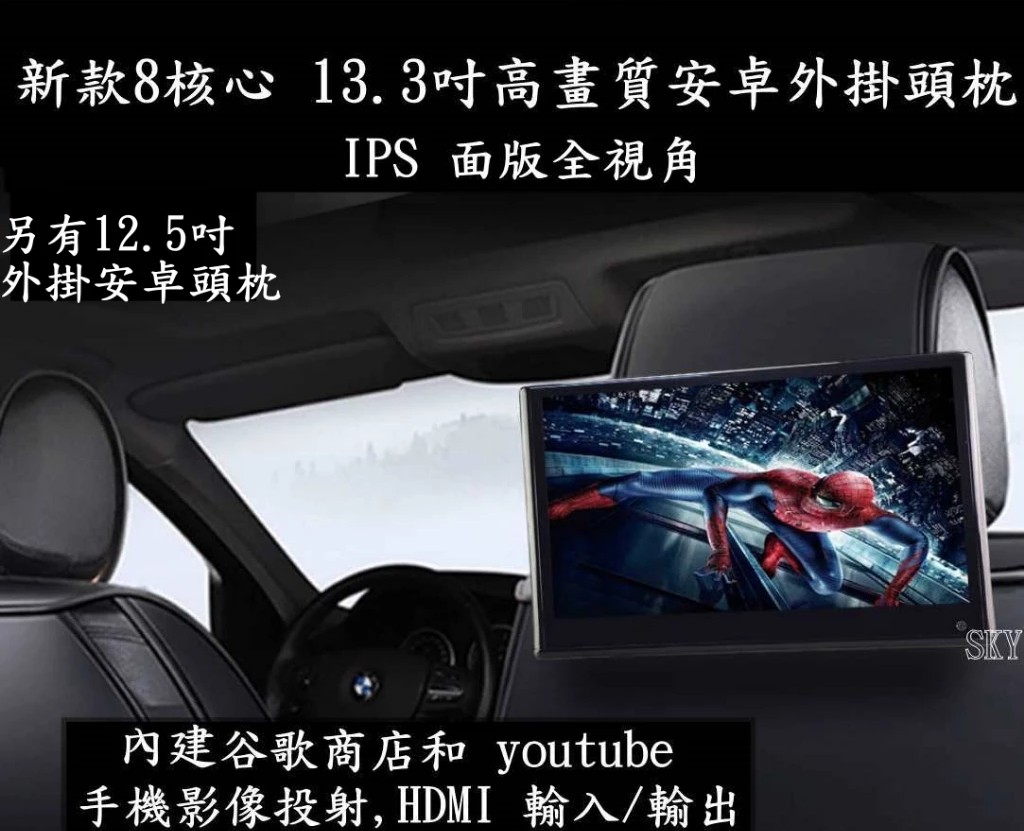 新款8核心 13.3吋高畫質安卓外掛頭枕
IPS 面版全視角
另有12.5吋
外掛安卓頭枕
®SKY
內建谷歌商店和 youtube
手機影像投射,HDMI 輸入/輸出